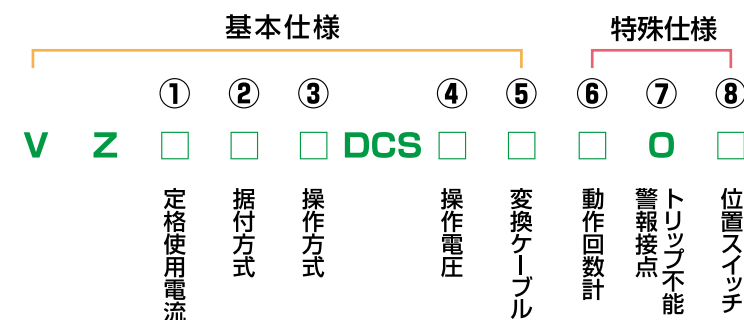 基本仕様 特殊仕様
① ② ③ ④ ⑤ ⑥ ⑦ ⑧
V Z □ □ □ DCS □ □ □ O □
定格使用電流
据付方式
操作方式
操作電圧
変換ケーブル
動作回数計
トリップ不能
警報接点
位置スイッチ